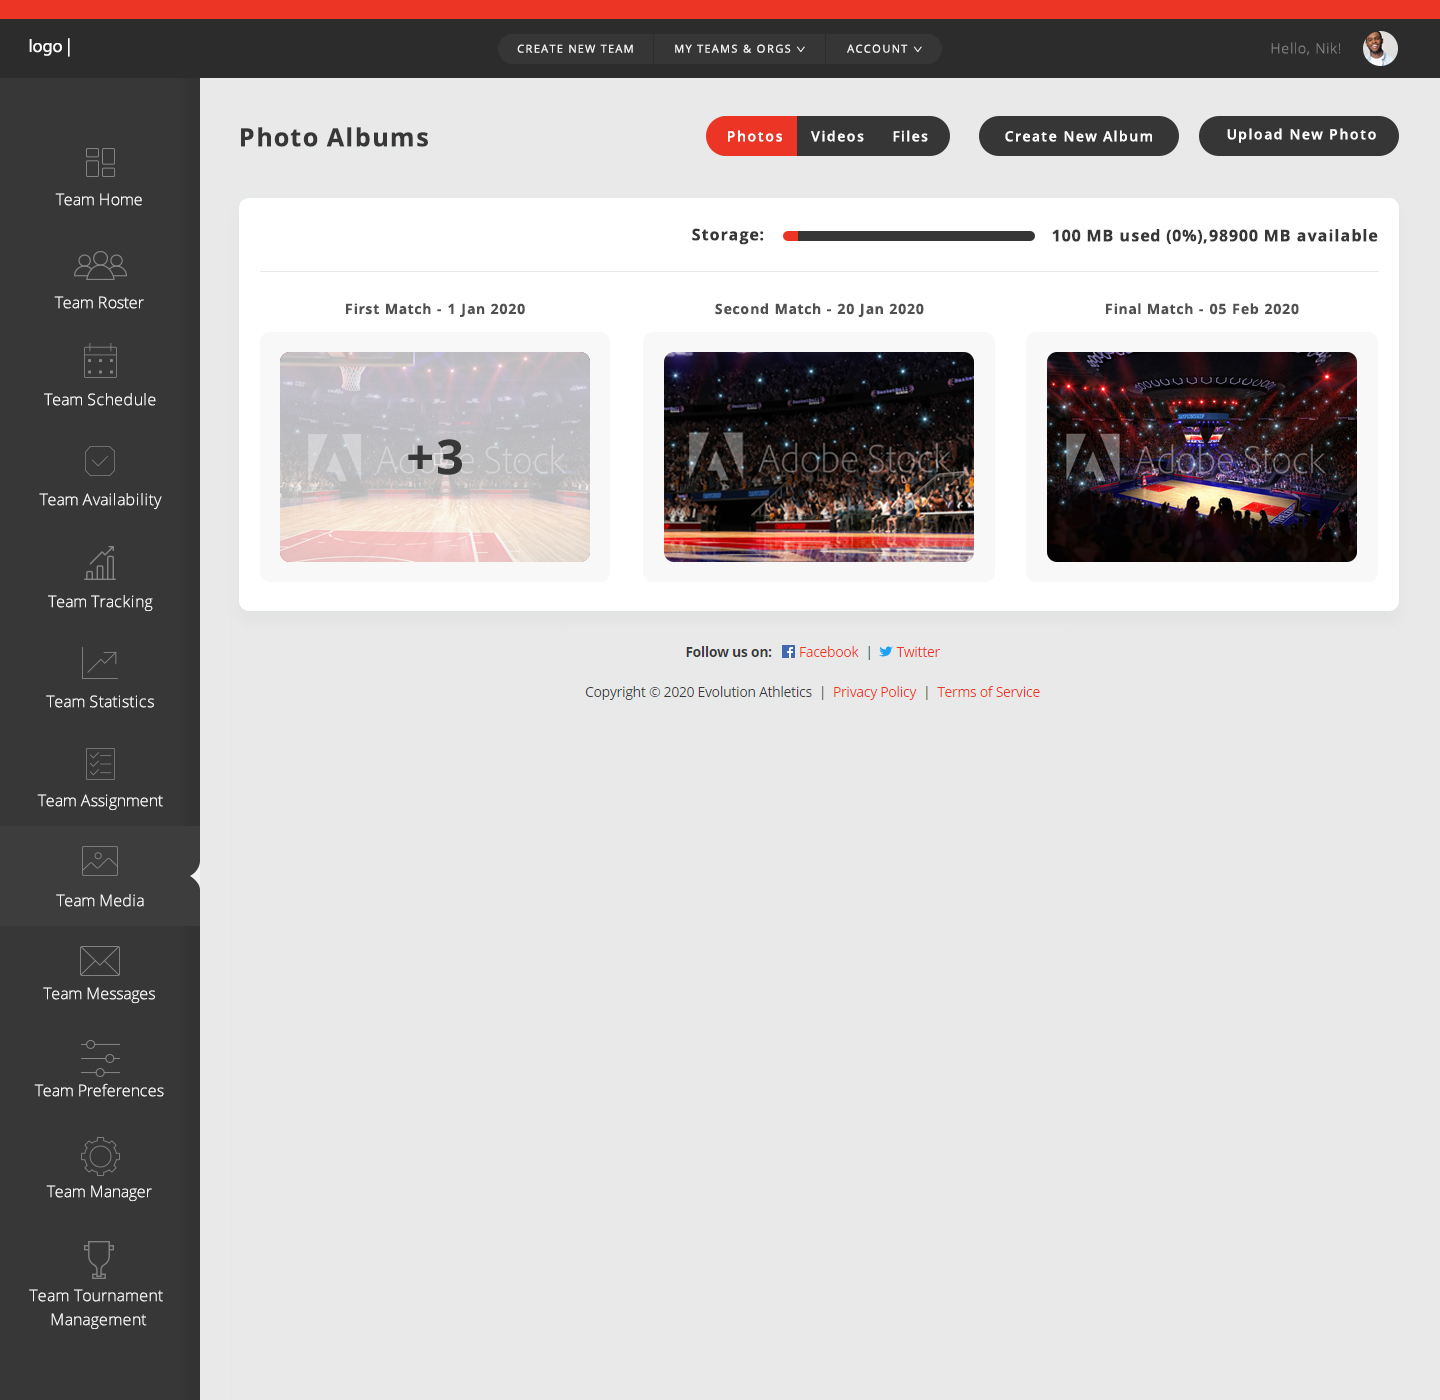 logo |
CREATE NEW TEAM
MY TEAMS & ORGS
ACCOUNT
Hello, Nik!
Photo Albums
Photos
Videos
Files
Create New Album
Upload New Photo
Team Home
Team Roster
Team Schedule
Team Availability
Team Tracking
Team Statistics
Team Assignment
Team Media
Team Messages
Team Preferences
Team Manager
Team Tournament
Management
Storage:
100 MB used (0%),98900 MB available
First Match - 1 Jan 2020
Second Match - 20 Jan 2020
Final Match - 05 Feb 2020
+3
Adobe Stock
Adobe Stock
Adobe Stock
Follow us on: Facebook | Twitter
Copyright © 2020 Evolution Athletics | Privacy Policy | Terms of Service